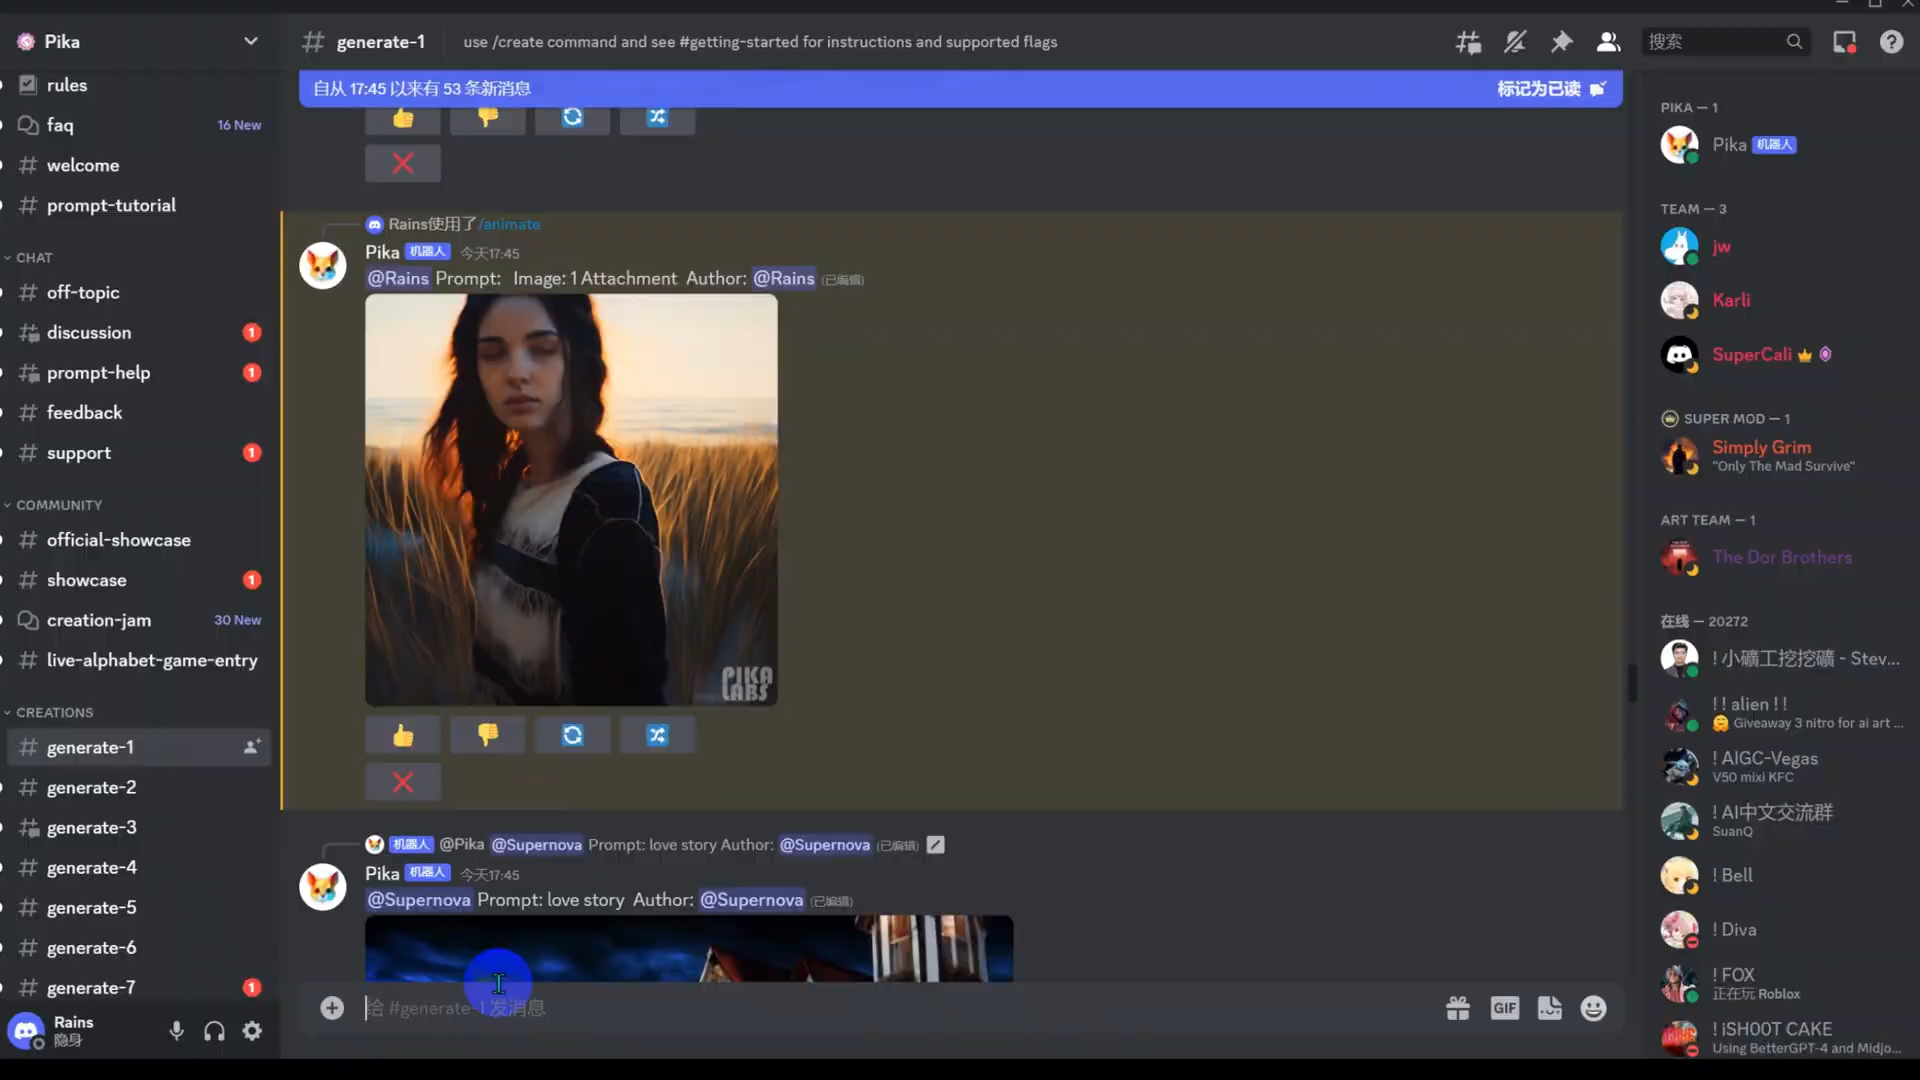 Pika
rules
faq
16 New
welcome
prompt-tutorial
CHAT
off-topic
discussion
1
prompt-help
1
feedback
support
1
COMMUNITY
official-showcase
showcase
1
creation-jam
30 New
live-alphabet-game-entry
CREATIONS
generate-1
generate-2
generate-3
generate-4
generate-5
generate-6
generate-7
1
Rains
隐身
generate-1
use /create command and see #getting-started for instructions and supported flags
搜索
自从 17:45 以来有 53 条新消息
标记为已读
Rains使用了/animate
Pika 机器人 今天17:45
@Rains Prompt: Image: 1 Attachment Author: @Rains (已编辑)
PIKA
LABS
机器人 @Pika @Supernova Prompt: love story Author: @Supernova (已编辑)
Pika 机器人 今天17:45
@Supernova Prompt: love story Author: @Supernova (已编辑)
给 #generate-1 发消息
GIF
PIKA — 1
Pika 机器人
TEAM — 3
jw
Karli
SuperCali
SUPER MOD — 1
Simply Grim
"Only The Mad Survive"
ART TEAM — 1
The Dor Brothers
在线 — 20272
! 小礦工挖挖礦 - Stev...
! ! alien ! !
Giveaway 3 nitro for ai art ...
! AIGC-Vegas
V50 mixi KFC
! AI中文交流群
SuanQ
! Bell
! Diva
! FOX
正在玩 Roblox
! iSH0OT CAKE
Using BetterGPT-4 and Midjo...